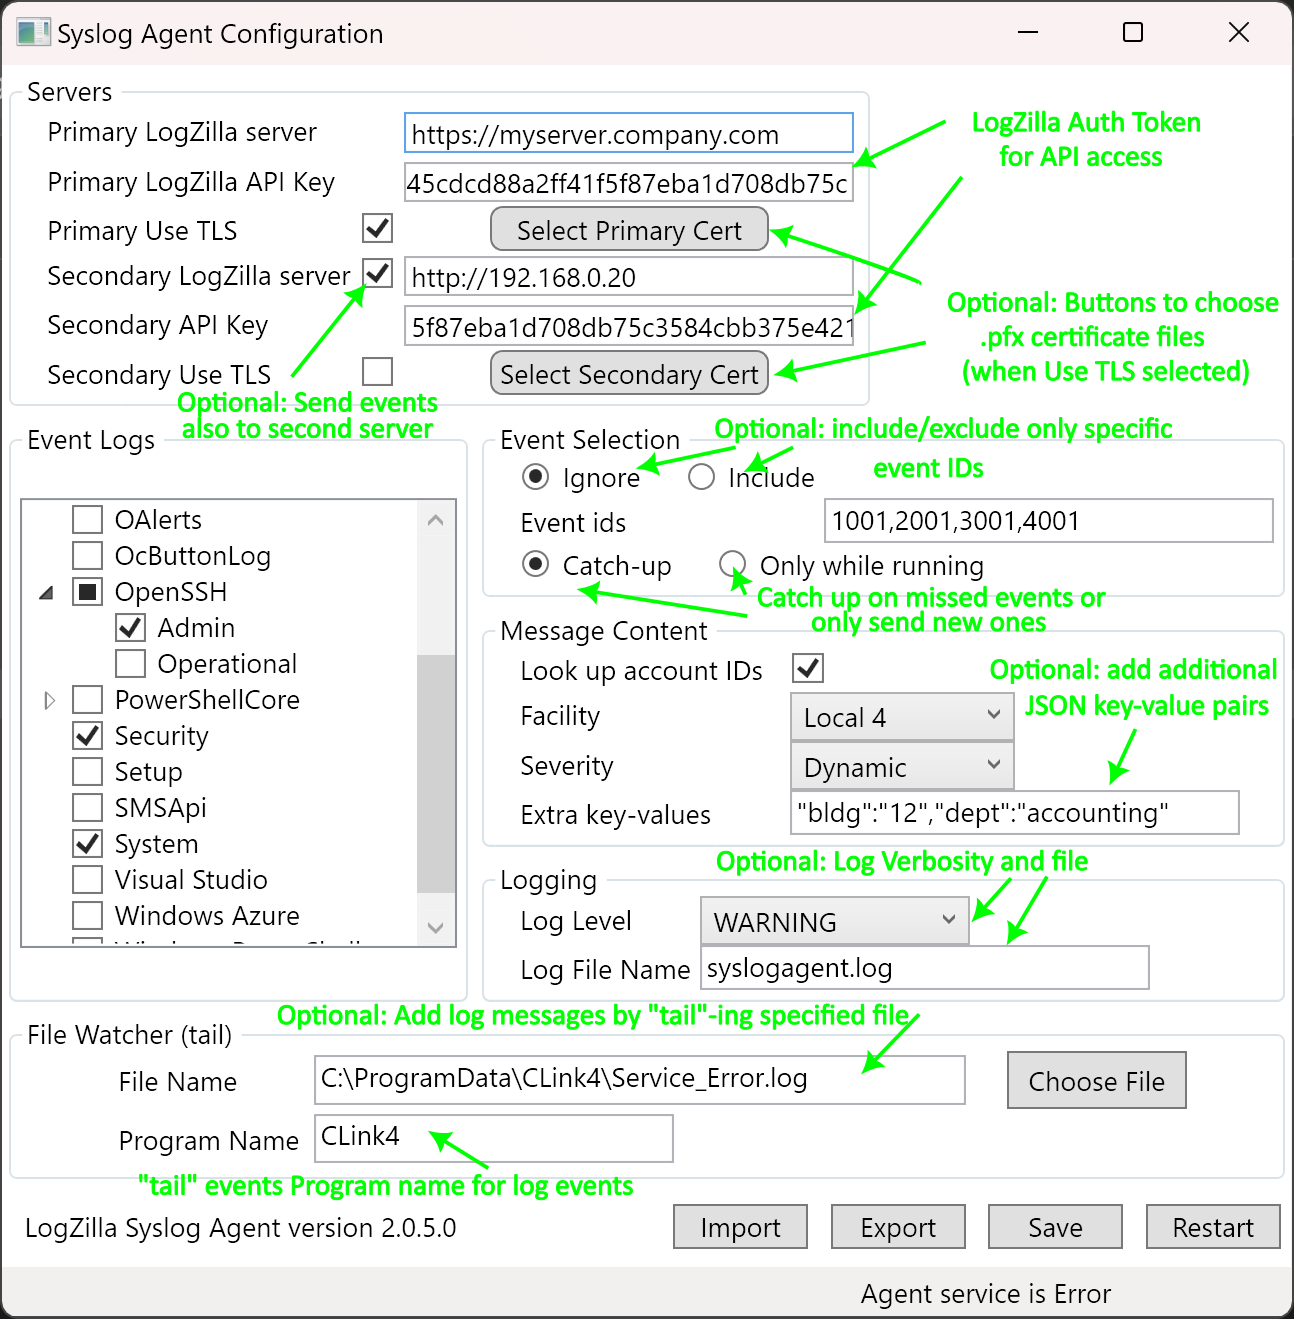 Syslog Agent Configuration
Servers
Primary LogZilla server
https://myserver.company.com
LogZilla Auth Token
for API access
Primary LogZilla API Key
45cdcd88a2ff41f5f87eba1d708db75c
Primary Use TLS
Select Primary Cert
Secondary LogZilla server
http://192.168.0.20
Optional: Buttons to choose
.pfx certificate files
(when Use TLS selected)
Secondary API Key
5f87eba1d708db75c3584cbb375e421
Secondary Use TLS
Select Secondary Cert
Optional: Send events
also to second server
Event Logs
OAlerts
OcButtonLog
OpenSSH
Admin
Operational
PowerShellCore
Security
Setup
SMSApi
System
Visual Studio
Windows Azure
Event Selection
Optional: include/exclude only specific
event IDs
Ignore
Include
Event ids
1001,2001,3001,4001
Catch-up
Only while running
Catch up on missed events or
only send new ones
Message Content
Look up account IDs
Optional: add additional
JSON key-value pairs
Facility
Local 4
Severity
Dynamic
Extra key-values
"bldg":"12","dept":"accounting"
Optional: Log Verbosity and file
Logging
Log Level
WARNING
Log File Name
syslogagent.log
Optional: Add log messages by "tail"-ing specified file
File Watcher (tail)
File Name
C:\ProgramData\CLink4\Service_Error.log
Choose File
Program Name
CLink4
"tail" events Program name for log events
LogZilla Syslog Agent version 2.0.5.0
Import
Export
Save
Restart
Agent service is Error